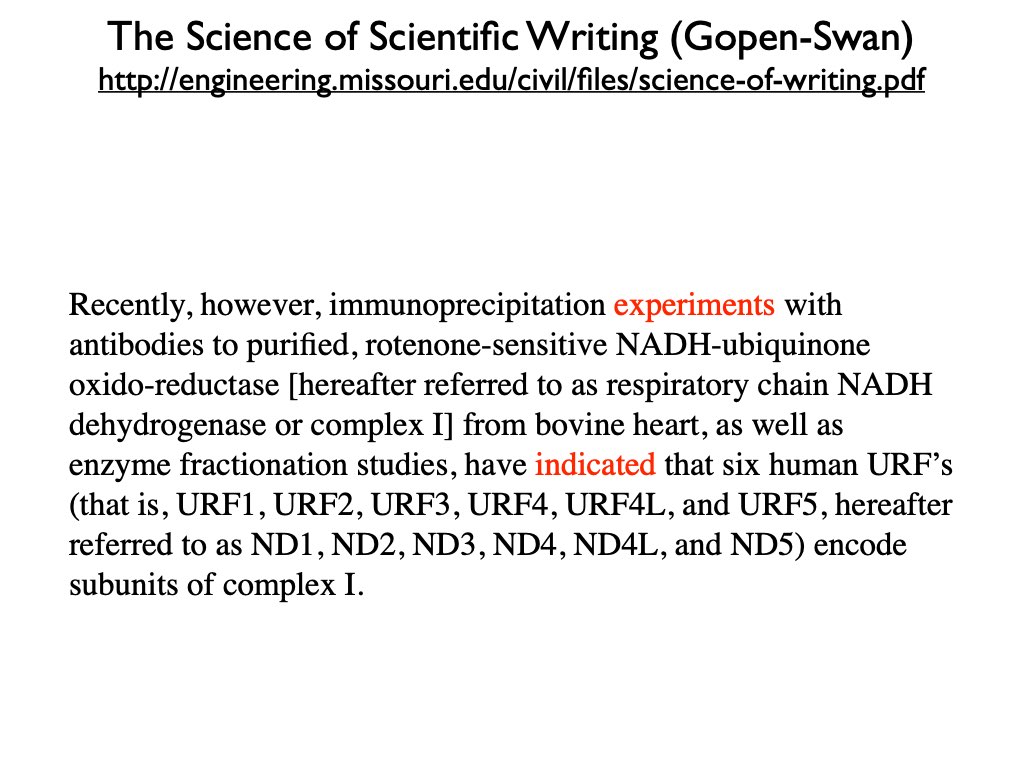 The Science of Scientific Writing (Gopen-Swan)
http://engineering.missouri.edu/civil/files/science-of-writing.pdf
Recently, however, immunoprecipitation experiments with
antibodies to purified, rotenone-sensitive NADH-ubiquinone
oxido-reductase [hereafter referred to as respiratory chain NADH
dehydrogenase or complex I] from bovine heart, as well as
enzyme fractionation studies, have indicated that six human URF’s
(that is, URF1, URF2, URF3, URF4, URF4L, and URF5, hereafter
referred to as ND1, ND2, ND3, ND4, ND4L, and ND5) encode
subunits of complex I.